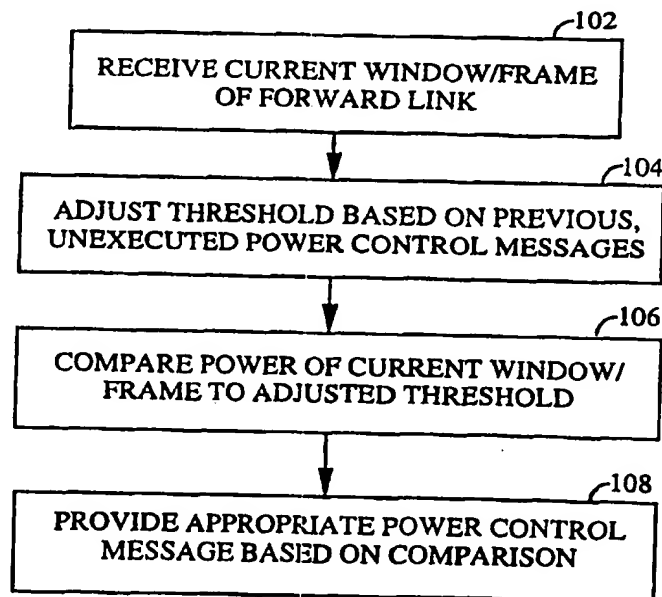 102
RECEIVE CURRENT WINDOW/FRAME
OF FORWARD LINK
104
ADJUST THRESHOLD BASED ON PREVIOUS,
UNEXECUTED POWER CONTROL MESSAGES
106
COMPARE POWER OF CURRENT WINDOW/
FRAME TO ADJUSTED THRESHOLD
108
PROVIDE APPROPRIATE POWER CONTROL
MESSAGE BASED ON COMPARISON